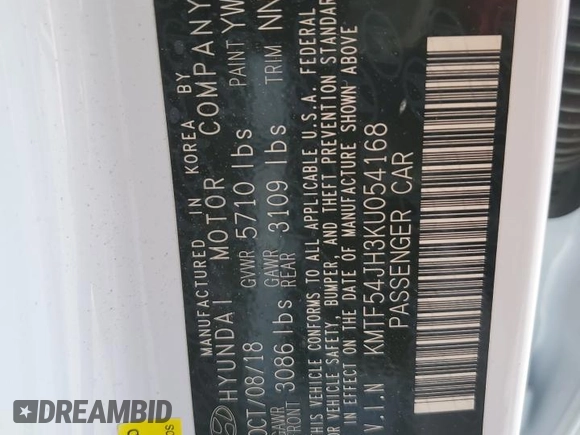 MANUFACTURED IN KOREA BY
HYUNDAI MOTOR COMPANY
OCT/08/18 GVWR 5710 lbs PAINT YW
GAWR FRONT 3086 lbs GAWR REAR 3109 lbs TRIM NN
THIS VEHICLE CONFORMS TO ALL APPLICABLE U.S.A. FEDERAL
VEHICLE SAFETY, BUMPER, AND THEFT PREVENTION STANDARD
IN EFFECT ON THE DATE OF MANUFACTURE SHOWN ABOVE
V.I.N KMTF54JH3KU054168
PASSENGER CAR
AUTOBIDCAR